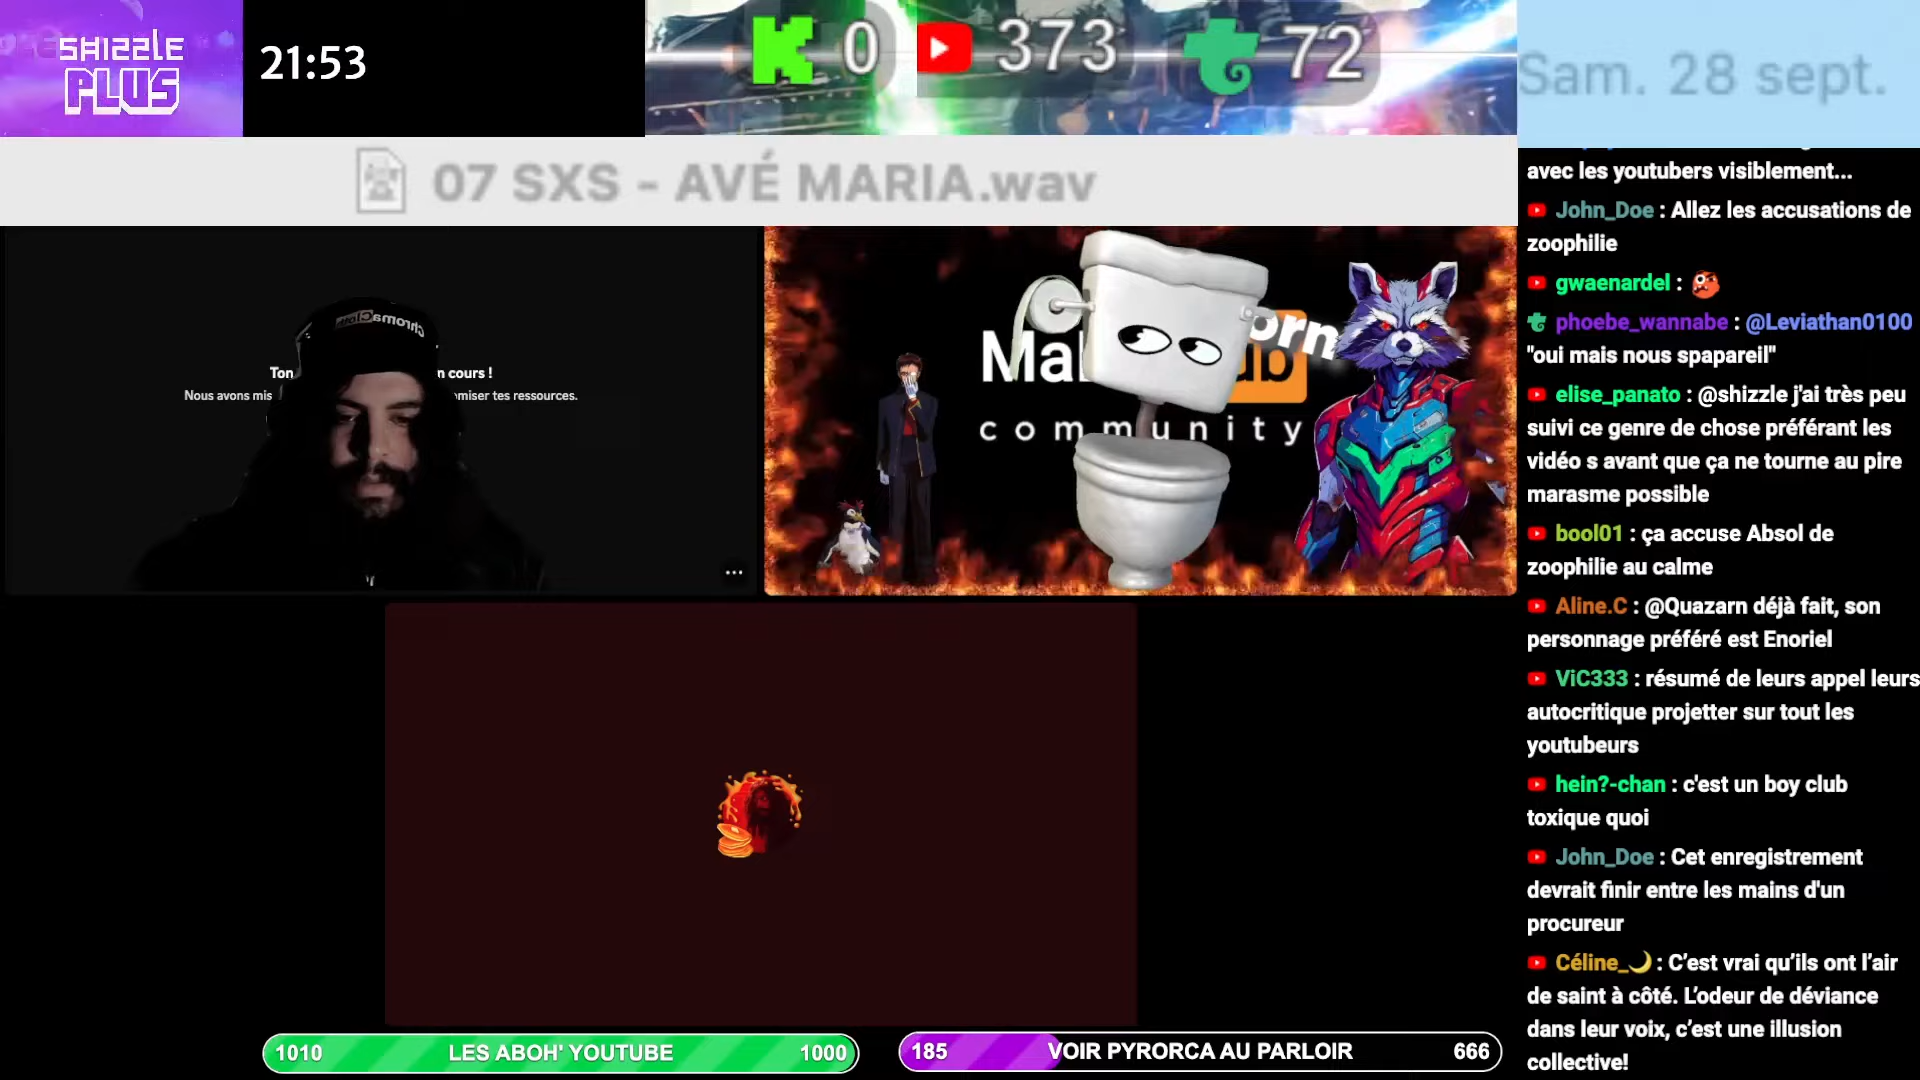 SHIZZLE
PLUS
21:53
0
373
72
Sam. 28 sept.
07 SXS - AVÉ MARIA.wav
ChromaClub
Ton
n cours !
Nous avons mis
omiser tes ressources.
orn
ub
community
avec les youtubers visiblement...
John_Doe : Allez les accusations de
zoophilie
gwaenardel :
phoebe_wannabe : @Leviathan0100
"oui mais nous spapareil"
elise_panato : @shizzle j'ai très peu
suivi ce genre de chose préférant les
vidéo s avant que ça ne tourne au pire
marasme possible
bool01 : ça accuse Absol de
zoophilie au calme
Aline.C : @Quazarn déjà fait, son
personnage préféré est Enoriel
ViC333 : résumé de leurs appel leurs
autocritique projetter sur tout les
youtubeurs
hein?-chan : c'est un boy club
toxique quoi
John_Doe : Cet enregistrement
devrait finir entre les mains d'un
procureur
Céline_🌙 : C’est vrai qu’ils ont l’air
de saint à côté. L’odeur de déviance
dans leur voix, c’est une illusion
collective!
1010 LES ABOH' YOUTUBE 1000
185 VOIR PYRORCA AU PARLOIR 666